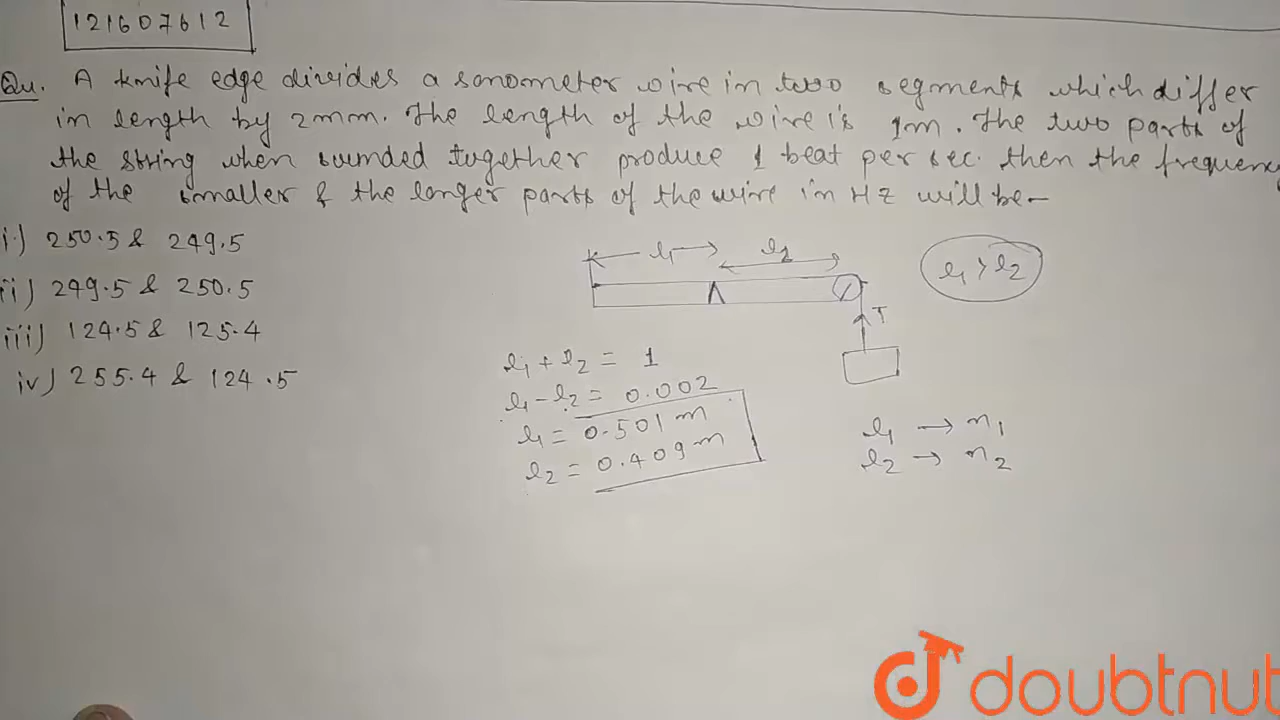 121607612
Qu. A knife edge divides a sonometer wire in two segments which differ
in length by 2mm. The length of the wire is 1m. The two parts of
the string when sounded together produce 1 beat per sec. then the frequency
of the smaller & the longer parts of the wire in HZ will be-
i) 250.5 & 249.5
ii) 249.5 & 250.5
iii) 124.5 & 125.4
iv) 255.4 & 124.5
l1 l2
l1 > l2
T
l1 + l2 = 1
l1 - l2 = 0.002
l1 = 0.501 m
l2 = 0.409 m
l1 → n1
l2 → n2
doubtnut